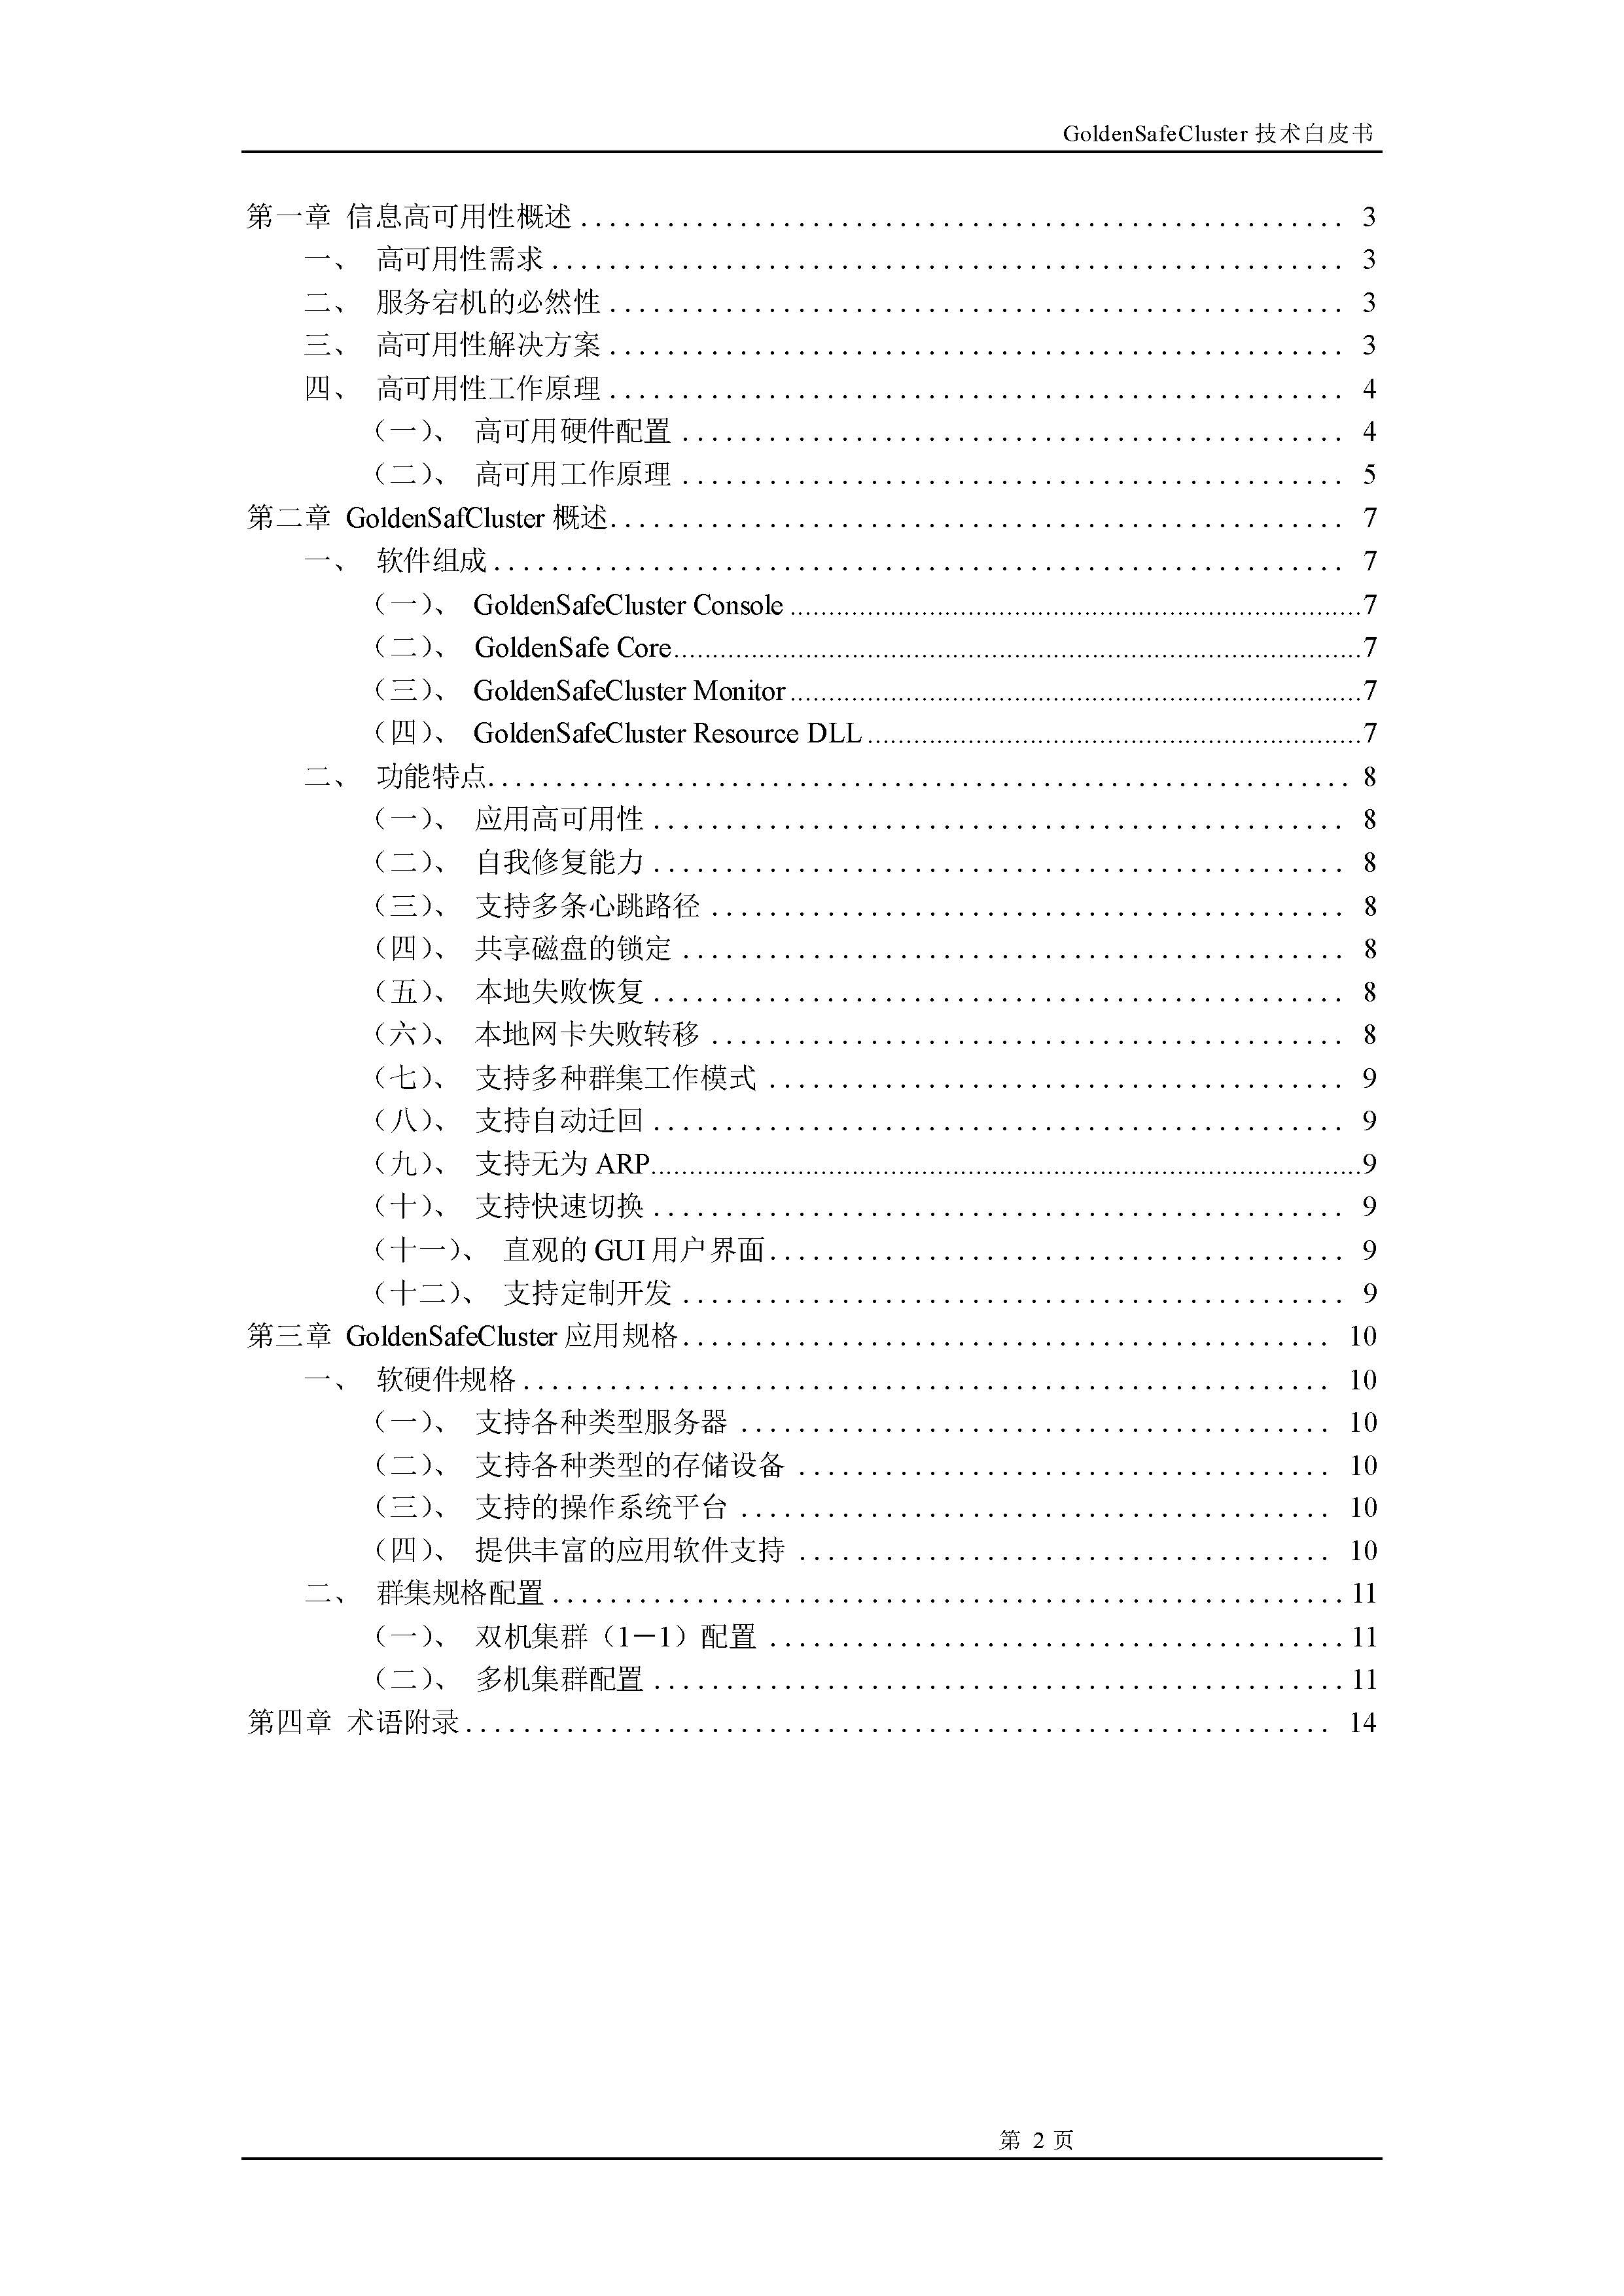 GoldenSafeCluster 技术白皮书
第一章 信息高可用性概述 ........ 3
一、 高可用性需求 ........ 3
二、 服务宕机的必然性 ........ 3
三、 高可用性解决方案 ........ 3
四、 高可用性工作原理 ........ 4
（一）、 高可用硬件配置 ........ 4
（二）、 高可用工作原理 ........ 5
第二章 GoldenSafCluster 概述 ........ 7
一、 软件组成 ........ 7
（一）、 GoldenSafeCluster Console ........ 7
（二）、 GoldenSafe Core ........ 7
（三）、 GoldenSafeCluster Monitor ........ 7
（四）、 GoldenSafeCluster Resource DLL ........ 7
二、 功能特点 ........ 8
（一）、 应用高可用性 ........ 8
（二）、 自我修复能力 ........ 8
（三）、 支持多条心跳路径 ........ 8
（四）、 共享磁盘的锁定 ........ 8
（五）、 本地失败恢复 ........ 8
（六）、 本地网卡失败转移 ........ 8
（七）、 支持多种群集工作模式 ........ 9
（八）、 支持自动迁回 ........ 9
（九）、 支持无为 ARP ........ 9
（十）、 支持快速切换 ........ 9
（十一）、 直观的 GUI 用户界面 ........ 9
（十二）、 支持定制开发 ........ 9
第三章 GoldenSafeCluster 应用规格 ........ 10
一、 软硬件规格 ........ 10
（一）、 支持各种类型服务器 ........ 10
（二）、 支持各种类型的存储设备 ........ 10
（三）、 支持的操作系统平台 ........ 10
（四）、 提供丰富的应用软件支持 ........ 10
二、 群集规格配置 ........ 11
（一）、 双机集群（1－1）配置 ........ 11
（二）、 多机集群配置 ........ 11
第四章 术语附录 ........ 14
第 2 页